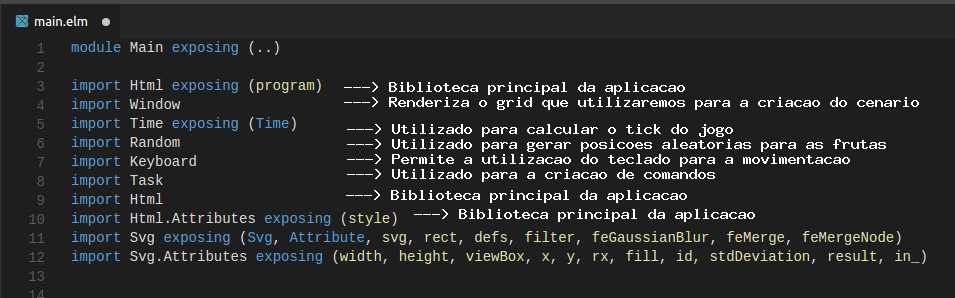 main.elm
1 module Main exposing (..)
2
3 import Html exposing (program) ---> Biblioteca principal da aplicacao
4 import Window ---> Renderiza o grid que utilizaremos para a criacao do cenario
5 import Time exposing (Time) ---> Utilizado para calcular o tick do jogo
6 import Random ---> Utilizado para gerar posicoes aleatorias para as frutas
7 import Keyboard ---> Permite a utilizacao do teclado para a movimentacao
8 import Task ---> Utilizado para a criacao de comandos
9 import Html ---> Biblioteca principal da aplicacao
10 import Html.Attributes exposing (style) ---> Biblioteca principal da aplicacao
11 import Svg exposing (Svg, Attribute, svg, rect, defs, filter, feGaussianBlur, feMerge, feMergeNode)
12 import Svg.Attributes exposing (width, height, viewBox, x, y, rx, fill, id, stdDeviation, result, in_)
13
14